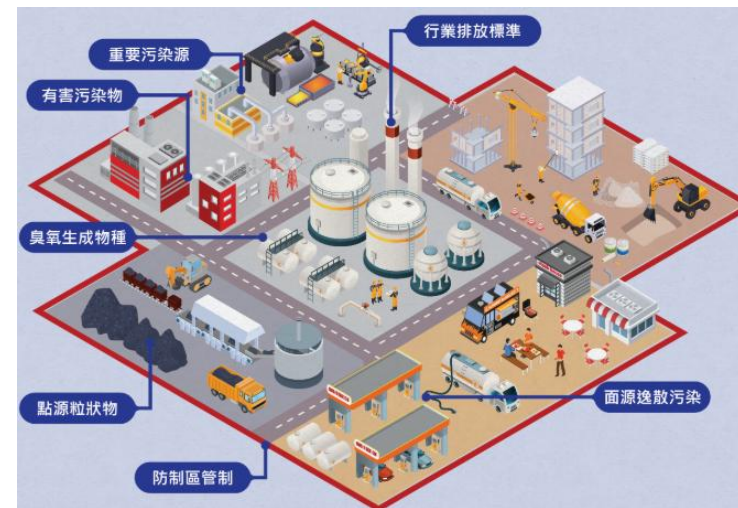 行業排放標準
重要污染源
有害污染物
臭氧生成物種
點源粒狀物
面源逸散污染
防制區管制